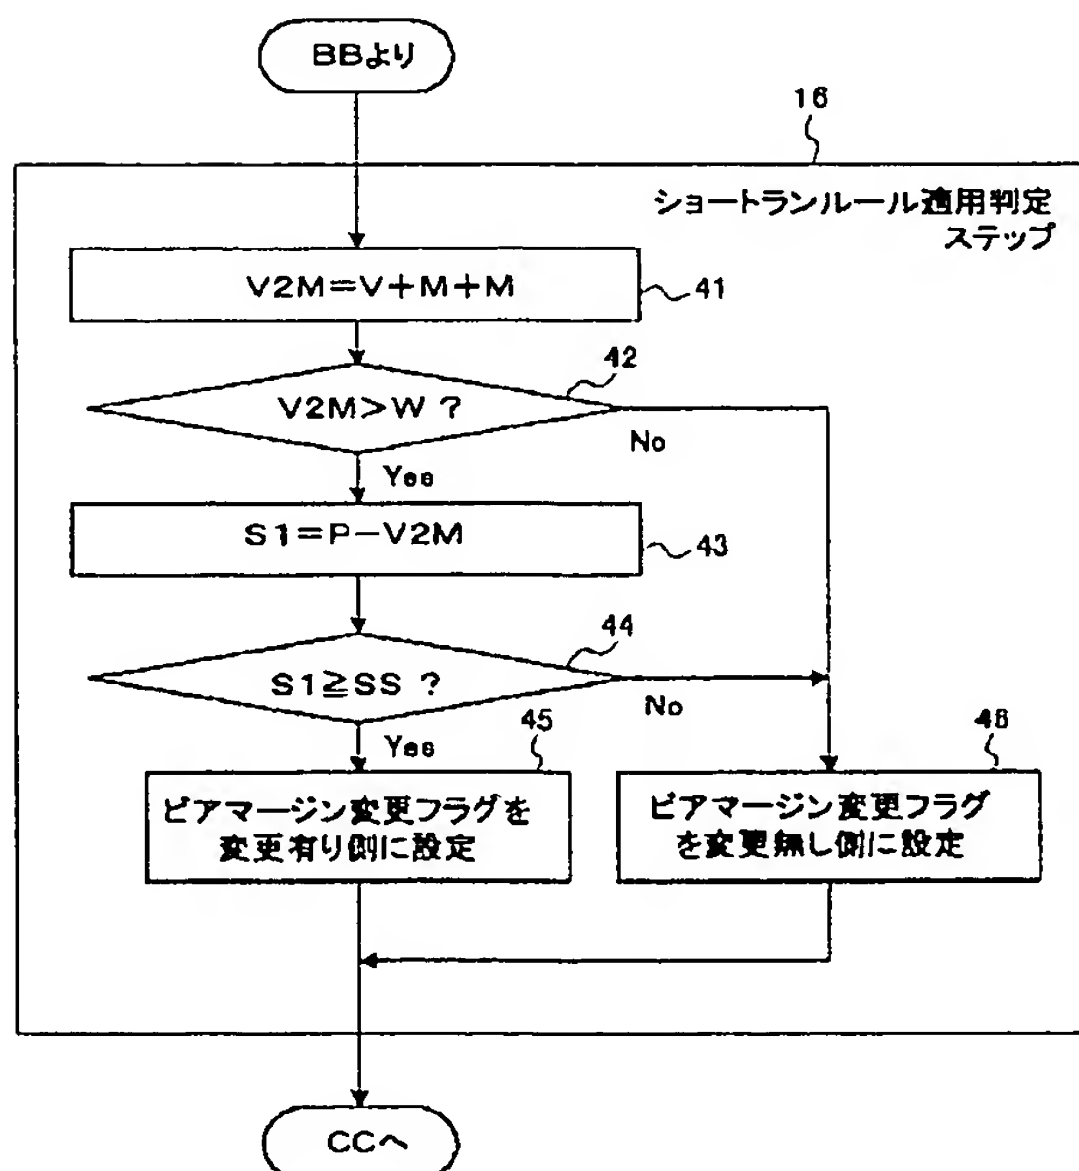 BBより
16
ショートランルール適用判定
ステップ
V2M=V+M+M
41
42
V2M>W ?
No
Yes
S1=P-V2M
43
44
S1≧SS ?
No
Yes
45
46
ビアマージン変更フラグを
変更有り側に設定
ビアマージン変更フラグ
を変更無し側に設定
CCへ